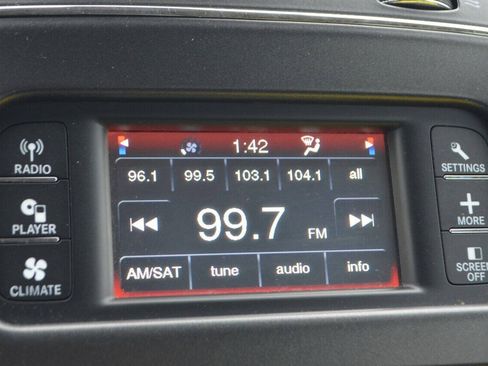 1:42
96.1 99.5 103.1 104.1 all
99.7 FM
AM/SAT tune audio info
RADIO
PLAYER
CLIMATE
SETTINGS
MORE
SCREEN
OFF